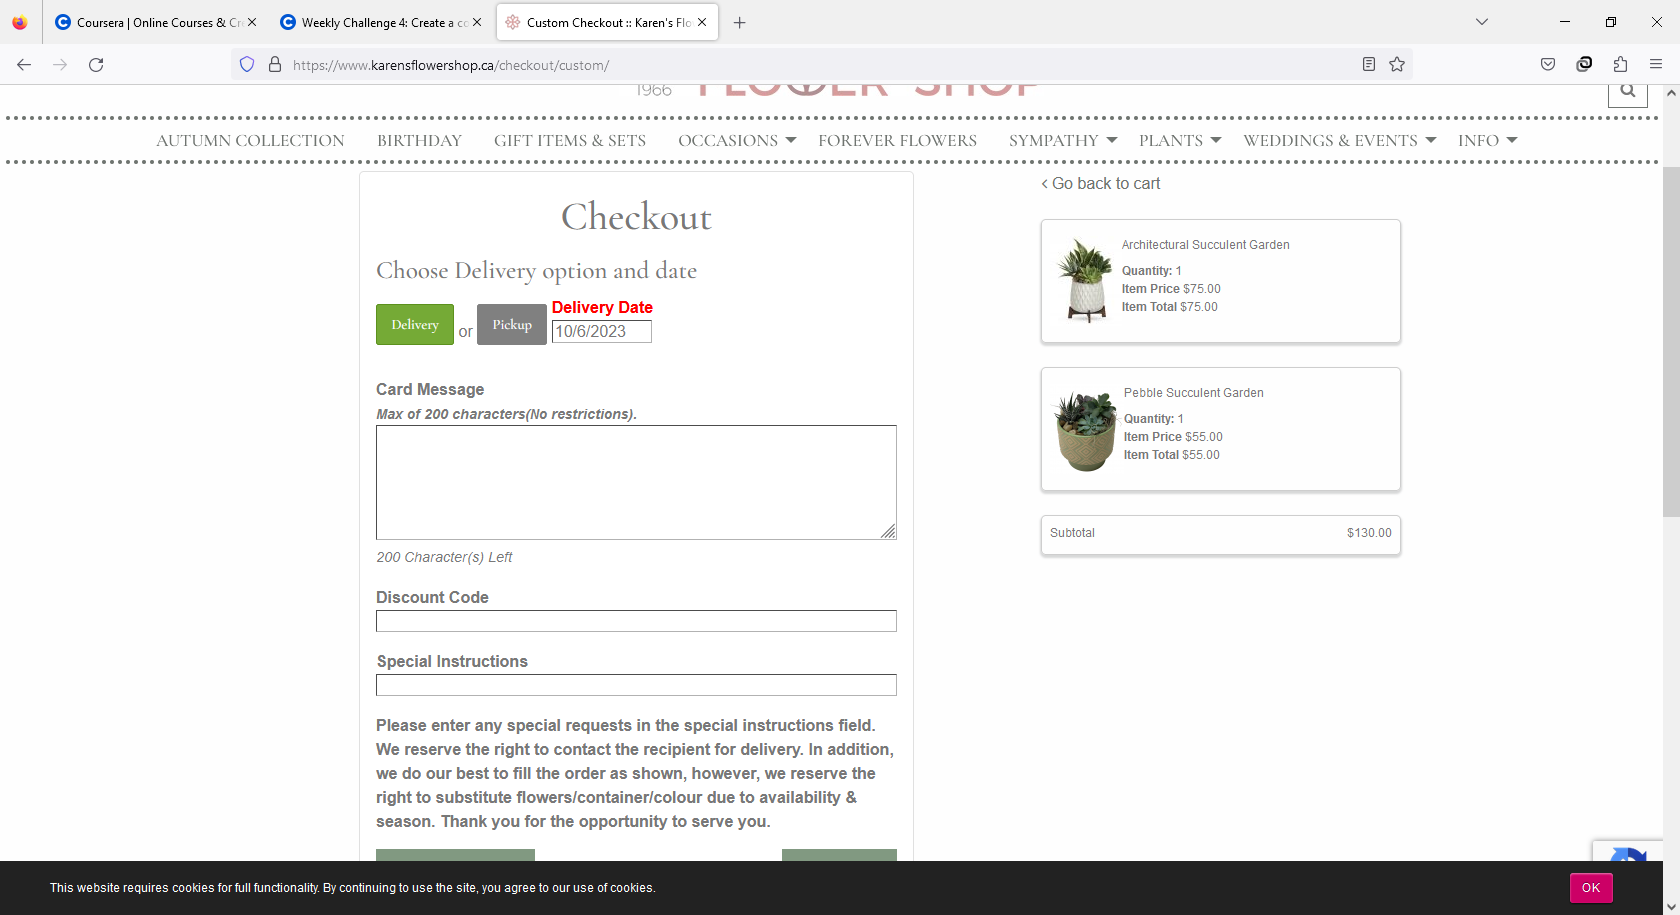 Coursera | Online Courses & Cre
Weekly Challenge 4: Create a co
Custom Checkout :: Karen's Flo
https://www.karensflowershop.ca/checkout/custom/
1966 FLOWER SHOP
AUTUMN COLLECTION BIRTHDAY GIFT ITEMS & SETS OCCASIONS FOREVER FLOWERS SYMPATHY PLANTS WEDDINGS & EVENTS INFO
Checkout
Choose Delivery option and date
Delivery or Pickup
Delivery Date
10/6/2023
Card Message
Max of 200 characters(No restrictions).
200 Character(s) Left
Discount Code
Special Instructions
Please enter any special requests in the special instructions field.
We reserve the right to contact the recipient for delivery. In addition,
we do our best to fill the order as shown, however, we reserve the
right to substitute flowers/container/colour due to availability &
season. Thank you for the opportunity to serve you.
< Go back to cart
Architectural Succulent Garden
Quantity: 1
Item Price $75.00
Item Total $75.00
Pebble Succulent Garden
Quantity: 1
Item Price $55.00
Item Total $55.00
Subtotal $130.00
This website requires cookies for full functionality. By continuing to use the site, you agree to our use of cookies.
OK